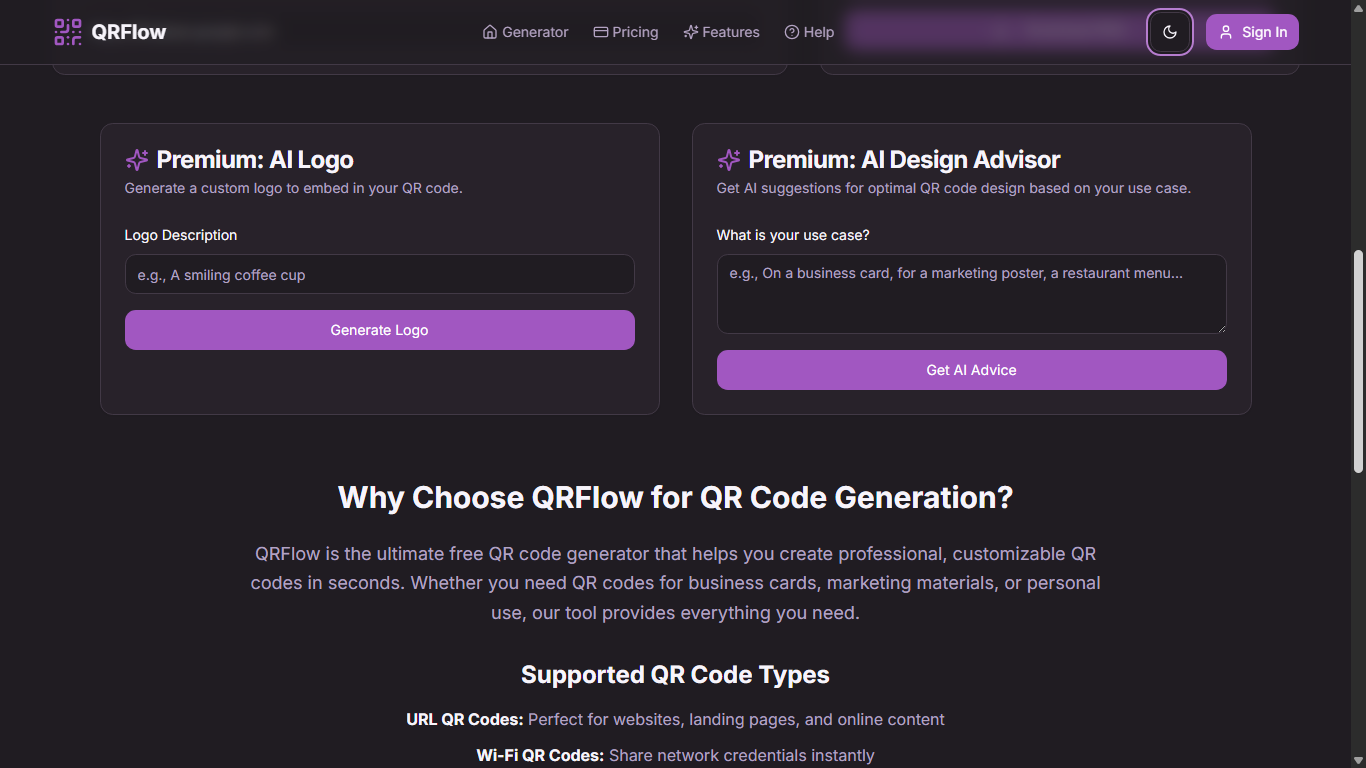 QRFlow
Generator
Pricing
Features
Help
Sign In
Premium: AI Logo
Generate a custom logo to embed in your QR code.
Logo Description
e.g., A smiling coffee cup
Generate Logo
Premium: AI Design Advisor
Get AI suggestions for optimal QR code design based on your use case.
What is your use case?
e.g., On a business card, for a marketing poster, a restaurant menu...
Get AI Advice
Why Choose QRFlow for QR Code Generation?
QRFlow is the ultimate free QR code generator that helps you create professional, customizable QR
codes in seconds. Whether you need QR codes for business cards, marketing materials, or personal
use, our tool provides everything you need.
Supported QR Code Types
URL QR Codes: Perfect for websites, landing pages, and online content
Wi-Fi QR Codes: Share network credentials instantly